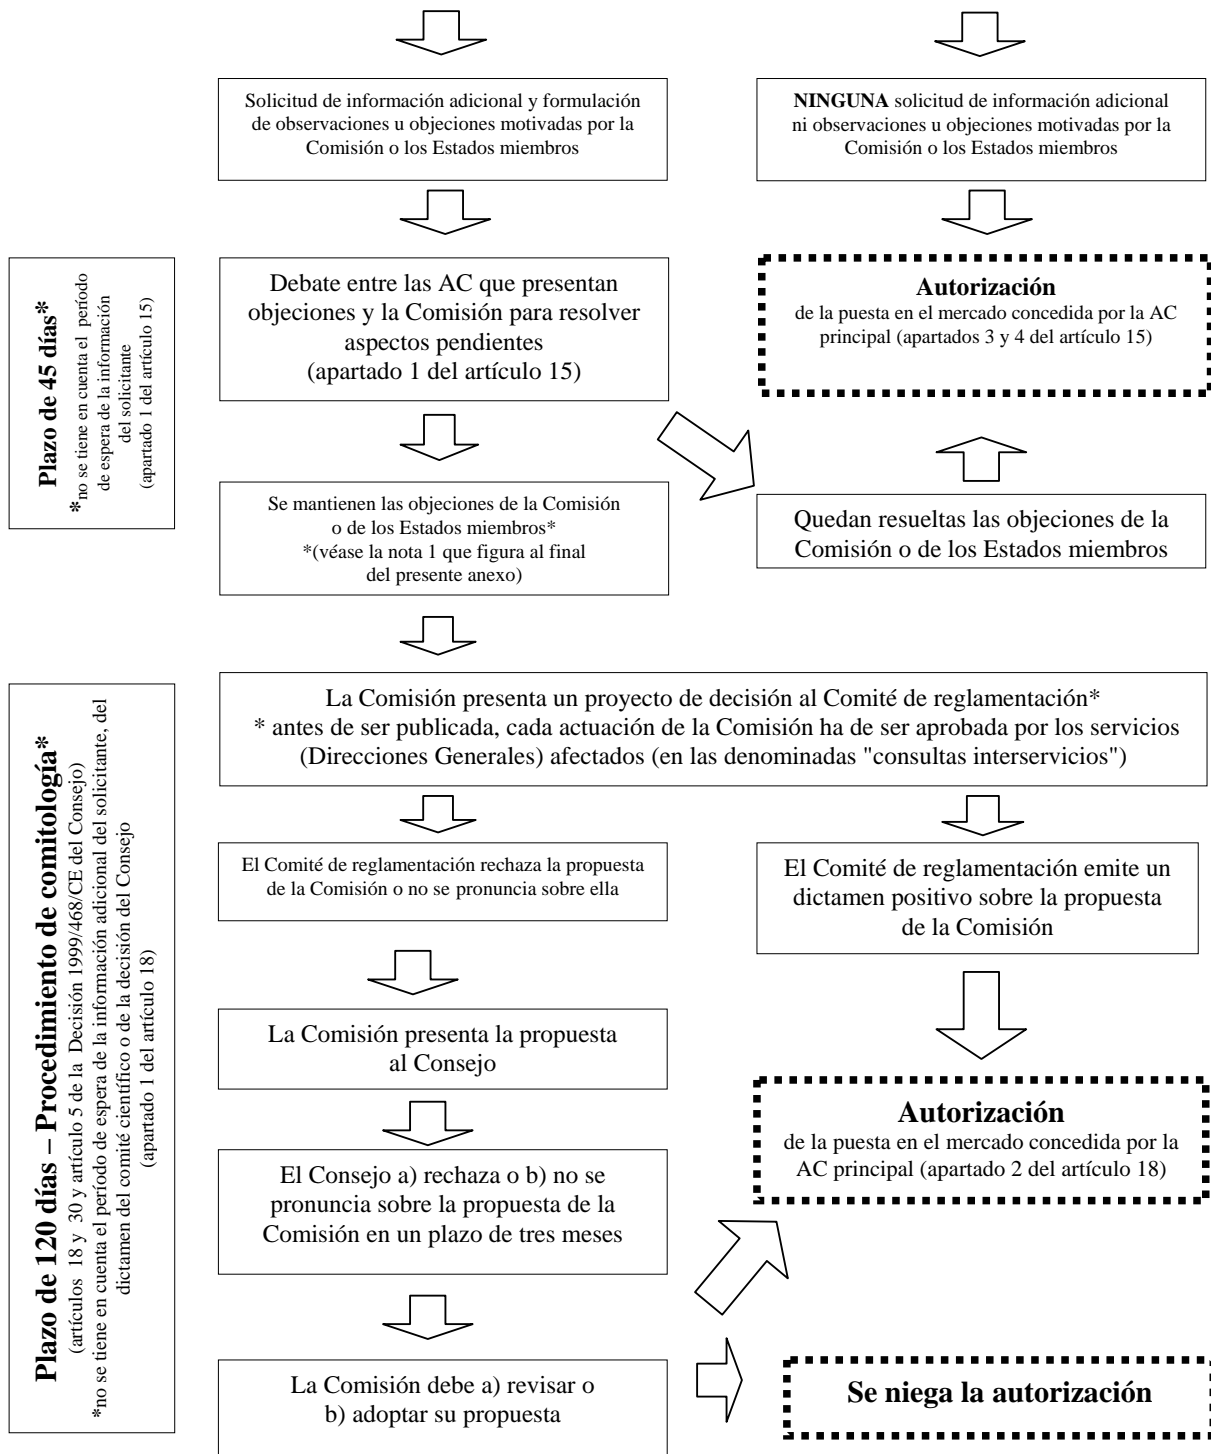 Solicitud de información adicional y formulación
de observaciones u objeciones motivadas por la
Comisión o los Estados miembros
NINGUNA solicitud de información adicional
ni observaciones u objeciones motivadas por la
Comisión o los Estados miembros
Plazo de 45 días*
*no se tiene en cuenta el período
de espera de la información
del solicitante
(apartado 1 del artículo 15)
Debate entre las AC que presentan
objeciones y la Comisión para resolver
aspectos pendientes
(apartado 1 del artículo 15)
Autorización
de la puesta en el mercado concedida por la AC
principal (apartados 3 y 4 del artículo 15)
Se mantienen las objeciones de la Comisión
o de los Estados miembros*
*(véase la nota 1 que figura al final
del presente anexo)
Quedan resueltas las objeciones de la
Comisión o de los Estados miembros
Plazo de 120 días – Procedimiento de comitología*
(artículos 18 y 30 y artículo 5 de la Decisión 1999/468/CE del Consejo)
*no se tiene en cuenta el período de espera de la información adicional del solicitante, del
dictamen del comité científico o de la decisión del Consejo
(apartado 1 del artículo 18)
La Comisión presenta un proyecto de decisión al Comité de reglamentación*
* antes de ser publicada, cada actuación de la Comisión ha de ser aprobada por los servicios
(Direcciones Generales) afectados (en las denominadas "consultas interservicios")
El Comité de reglamentación rechaza la propuesta
de la Comisión o no se pronuncia sobre ella
El Comité de reglamentación emite un
dictamen positivo sobre la propuesta
de la Comisión
La Comisión presenta la propuesta
al Consejo
Autorización
de la puesta en el mercado concedida por la
AC principal (apartado 2 del artículo 18)
El Consejo a) rechaza o b) no se
pronuncia sobre la propuesta de la
Comisión en un plazo de tres meses
La Comisión debe a) revisar o
b) adoptar su propuesta
Se niega la autorización